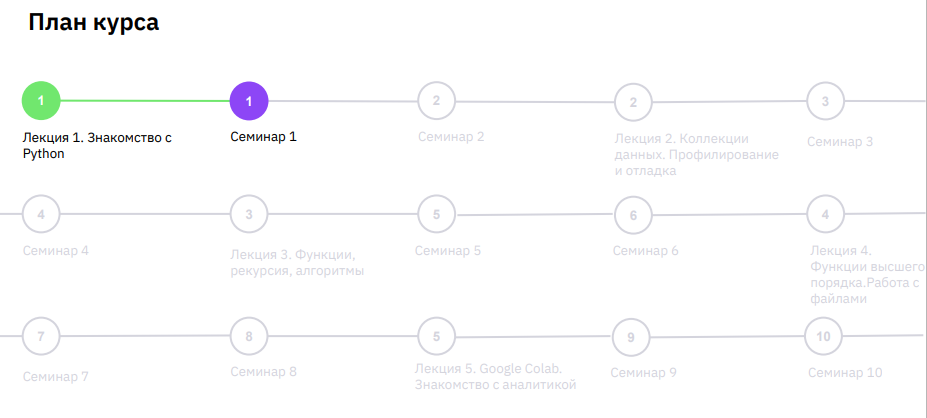 План курса
1
1
2
2
3
Лекция 1. Знакомство с
Python
Семинар 1
Семинар 2
Лекция 2. Коллекции
данных. Профилирование
и отладка
Семинар 3
4
3
5
6
4
Семинар 4
Лекция 3. Функции,
рекурсия, алгоритмы
Семинар 5
Семинар 6
Лекция 4.
Функции высшего
порядка.Работа с
файлами
7
8
5
9
10
Семинар 7
Семинар 8
Лекция 5. Google Colab.
Знакомство с аналитикой
Семинар 9
Семинар 10